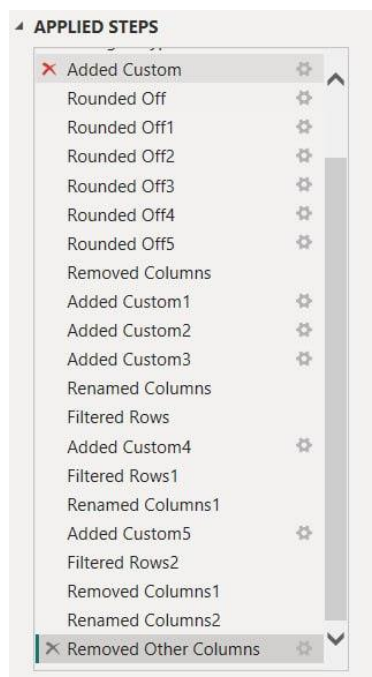 APPLIED STEPS
Added Custom
Rounded Off
Rounded Off1
Rounded Off2
Rounded Off3
Rounded Off4
Rounded Off5
Removed Columns
Added Custom1
Added Custom2
Added Custom3
Renamed Columns
Filtered Rows
Added Custom4
Filtered Rows1
Renamed Columns1
Added Custom5
Filtered Rows2
Removed Columns1
Renamed Columns2
Removed Other Columns